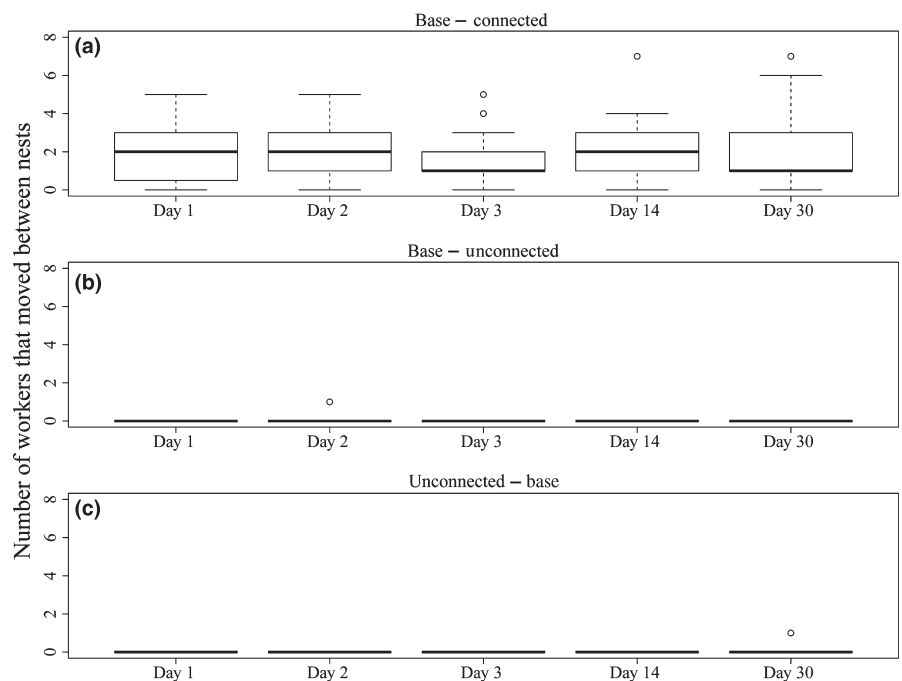 Number of workers that moved between nests
Base – connected
(a)
8
6
4
2
0
Day 1 Day 2 Day 3 Day 14 Day 30
Base – unconnected
(b)
8
6
4
2
0
Day 1 Day 2 Day 3 Day 14 Day 30
Unconnected – base
(c)
8
6
4
2
0
Day 1 Day 2 Day 3 Day 14 Day 30